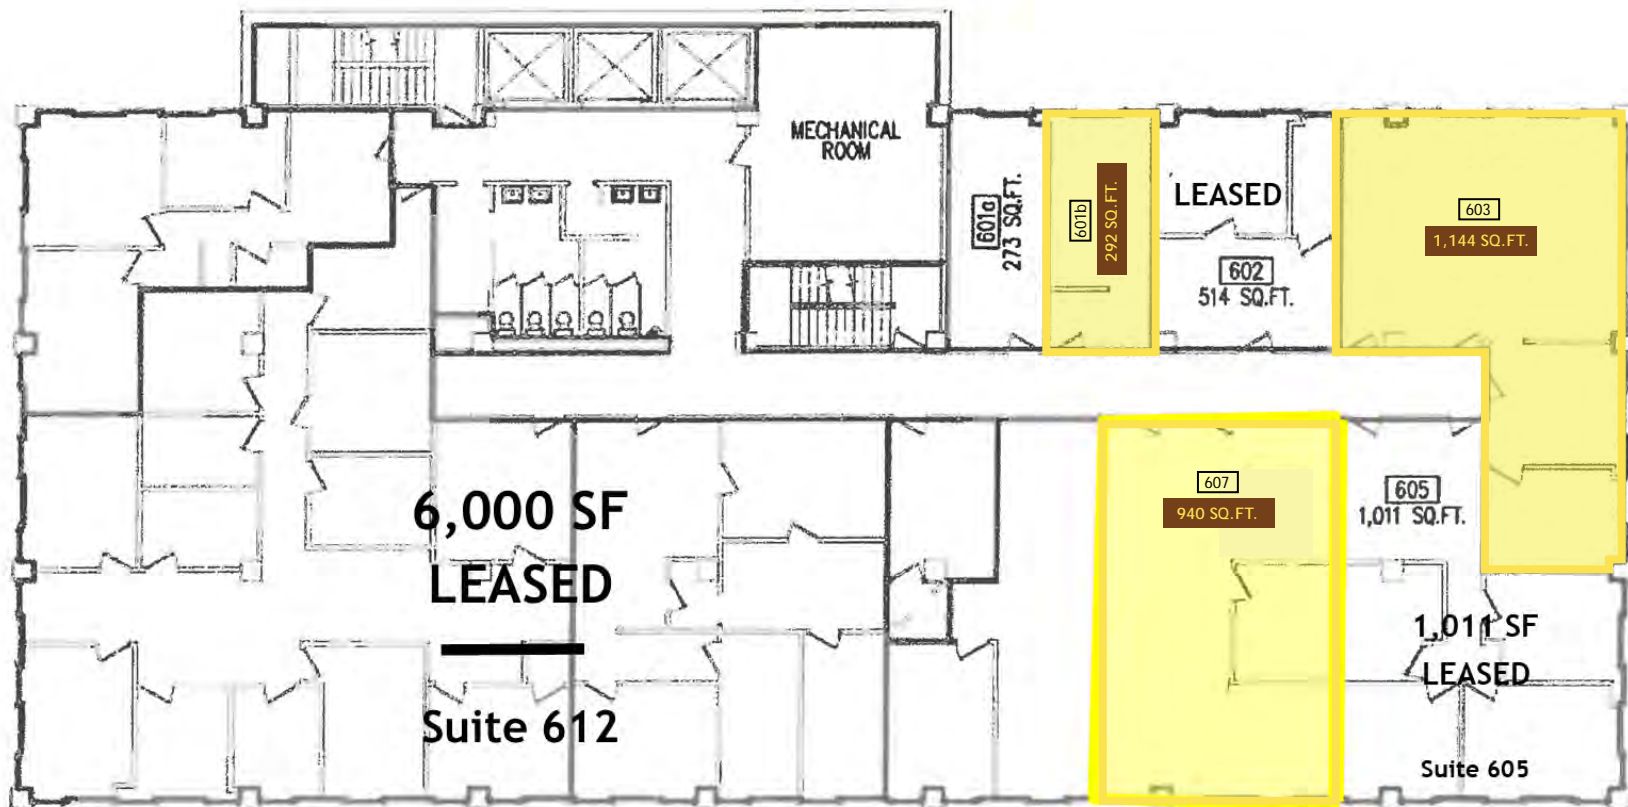 MECHANICAL
ROOM
601a
273 SQ.FT.
601b
292 SQ.FT.
LEASED
602
514 SQ.FT.
603
1,144 SQ.FT.
6,000 SF
LEASED
Suite 612
607
940 SQ.FT.
605
1,011 SQ.FT.
1,011 SF
LEASED
Suite 605